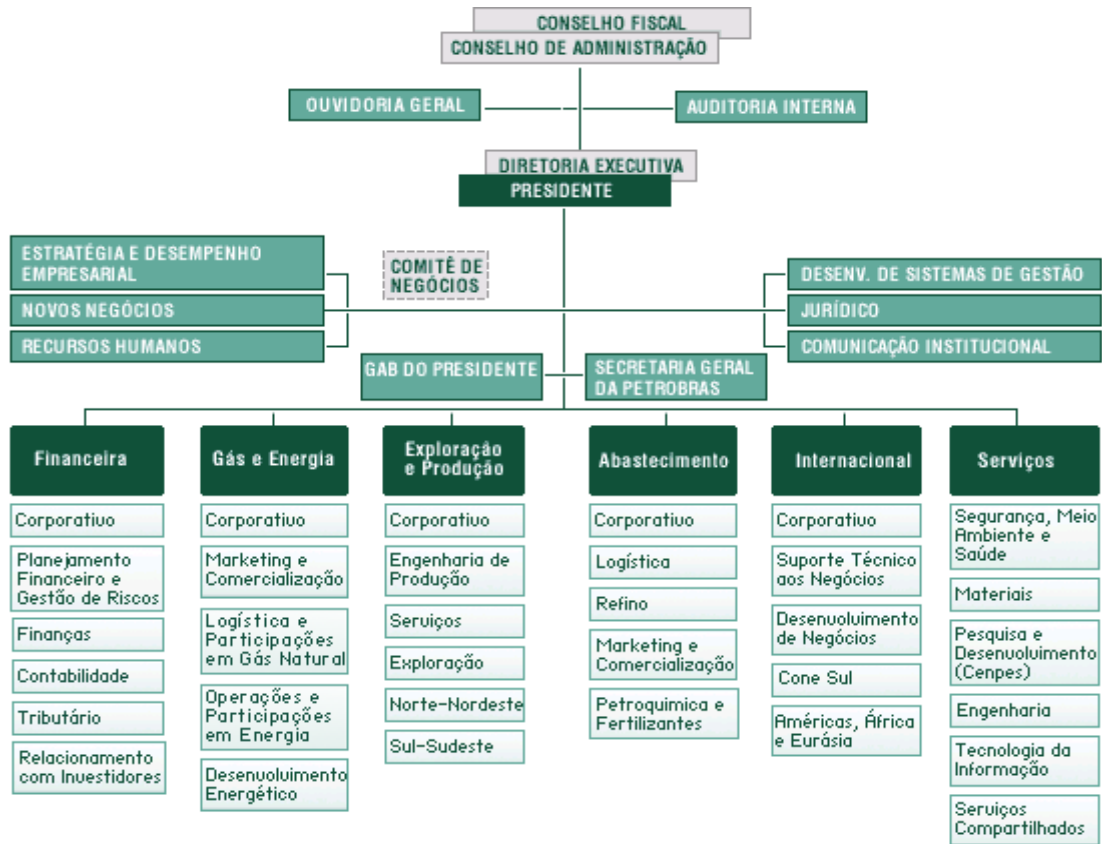 CONSELHO FISCAL
CONSELHO DE ADMINISTRAÇÃO
OUVIDORIA GERAL
AUDITORIA INTERNA
DIRETORIA EXECUTIVA
PRESIDENTE
ESTRATÉGIA E DESEMPENHO
EMPRESARIAL
NOVOS NEGÓCIOS
RECURSOS HUMANOS
COMITÊ DE
NEGÓCIOS
DESENV. DE SISTEMAS DE GESTÃO
JURÍDICO
COMUNICAÇÃO INSTITUCIONAL
GAB DO PRESIDENTE
SECRETARIA GERAL
DA PETROBRAS
Financeira
Corporativo
Planejamento
Financeiro e
Gestão de Riscos
Finanças
Contabilidade
Tributário
Relacionamento
com Investidores
Gás e Energia
Corporativo
Marketing e
Comercialização
Logística e
Participações
em Gás Natural
Operações e
Participações
em Energia
Desenvolvimento
Energético
Exploração
e Produção
Corporativo
Engenharia de
Produção
Serviços
Exploração
Norte-Nordeste
Sul-Sudeste
Abastecimento
Corporativo
Logística
Refino
Marketing e
Comercialização
Petroquimica e
Fertilizantes
Internacional
Corporativo
Suporte Técnico
aos Negócios
Desenvolvimento
de Negócios
Cone Sul
Américas, África
e Eurásia
Serviços
Segurança, Meio
Ambiente e
Saúde
Materiais
Pesquisa e
Desenvolvimento
(Cenpes)
Engenharia
Tecnologia da
Informação
Serviços
Compartilhados